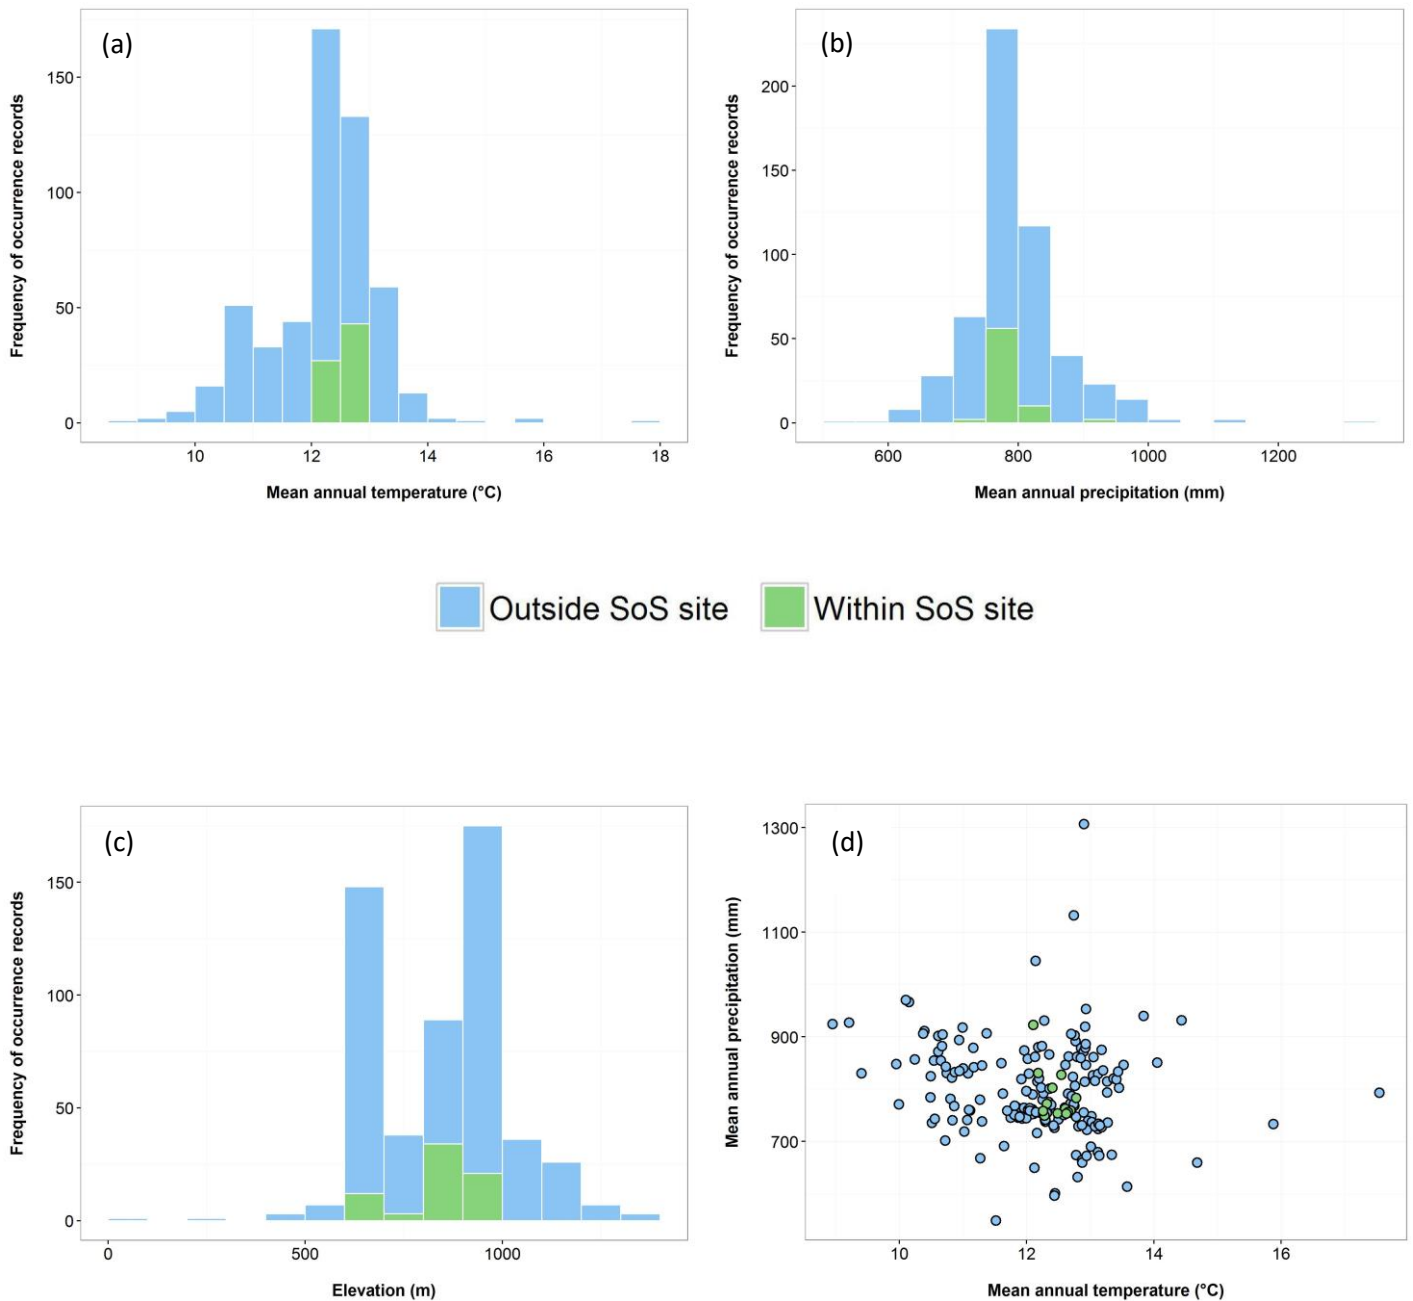 (a)
Frequency of occurrence records
150
100
50
0
10 12 14 16 18
Mean annual temperature (°C)
(b)
Frequency of occurrence records
200
150
100
50
0
600 800 1000 1200
Mean annual precipitation (mm)
Outside SoS site Within SoS site
(c)
Frequency of occurrence records
150
100
50
0
0 500 1000
Elevation (m)
(d)
Mean annual precipitation (mm)
1300
1100
900
700
10 12 14 16
Mean annual temperature (°C)